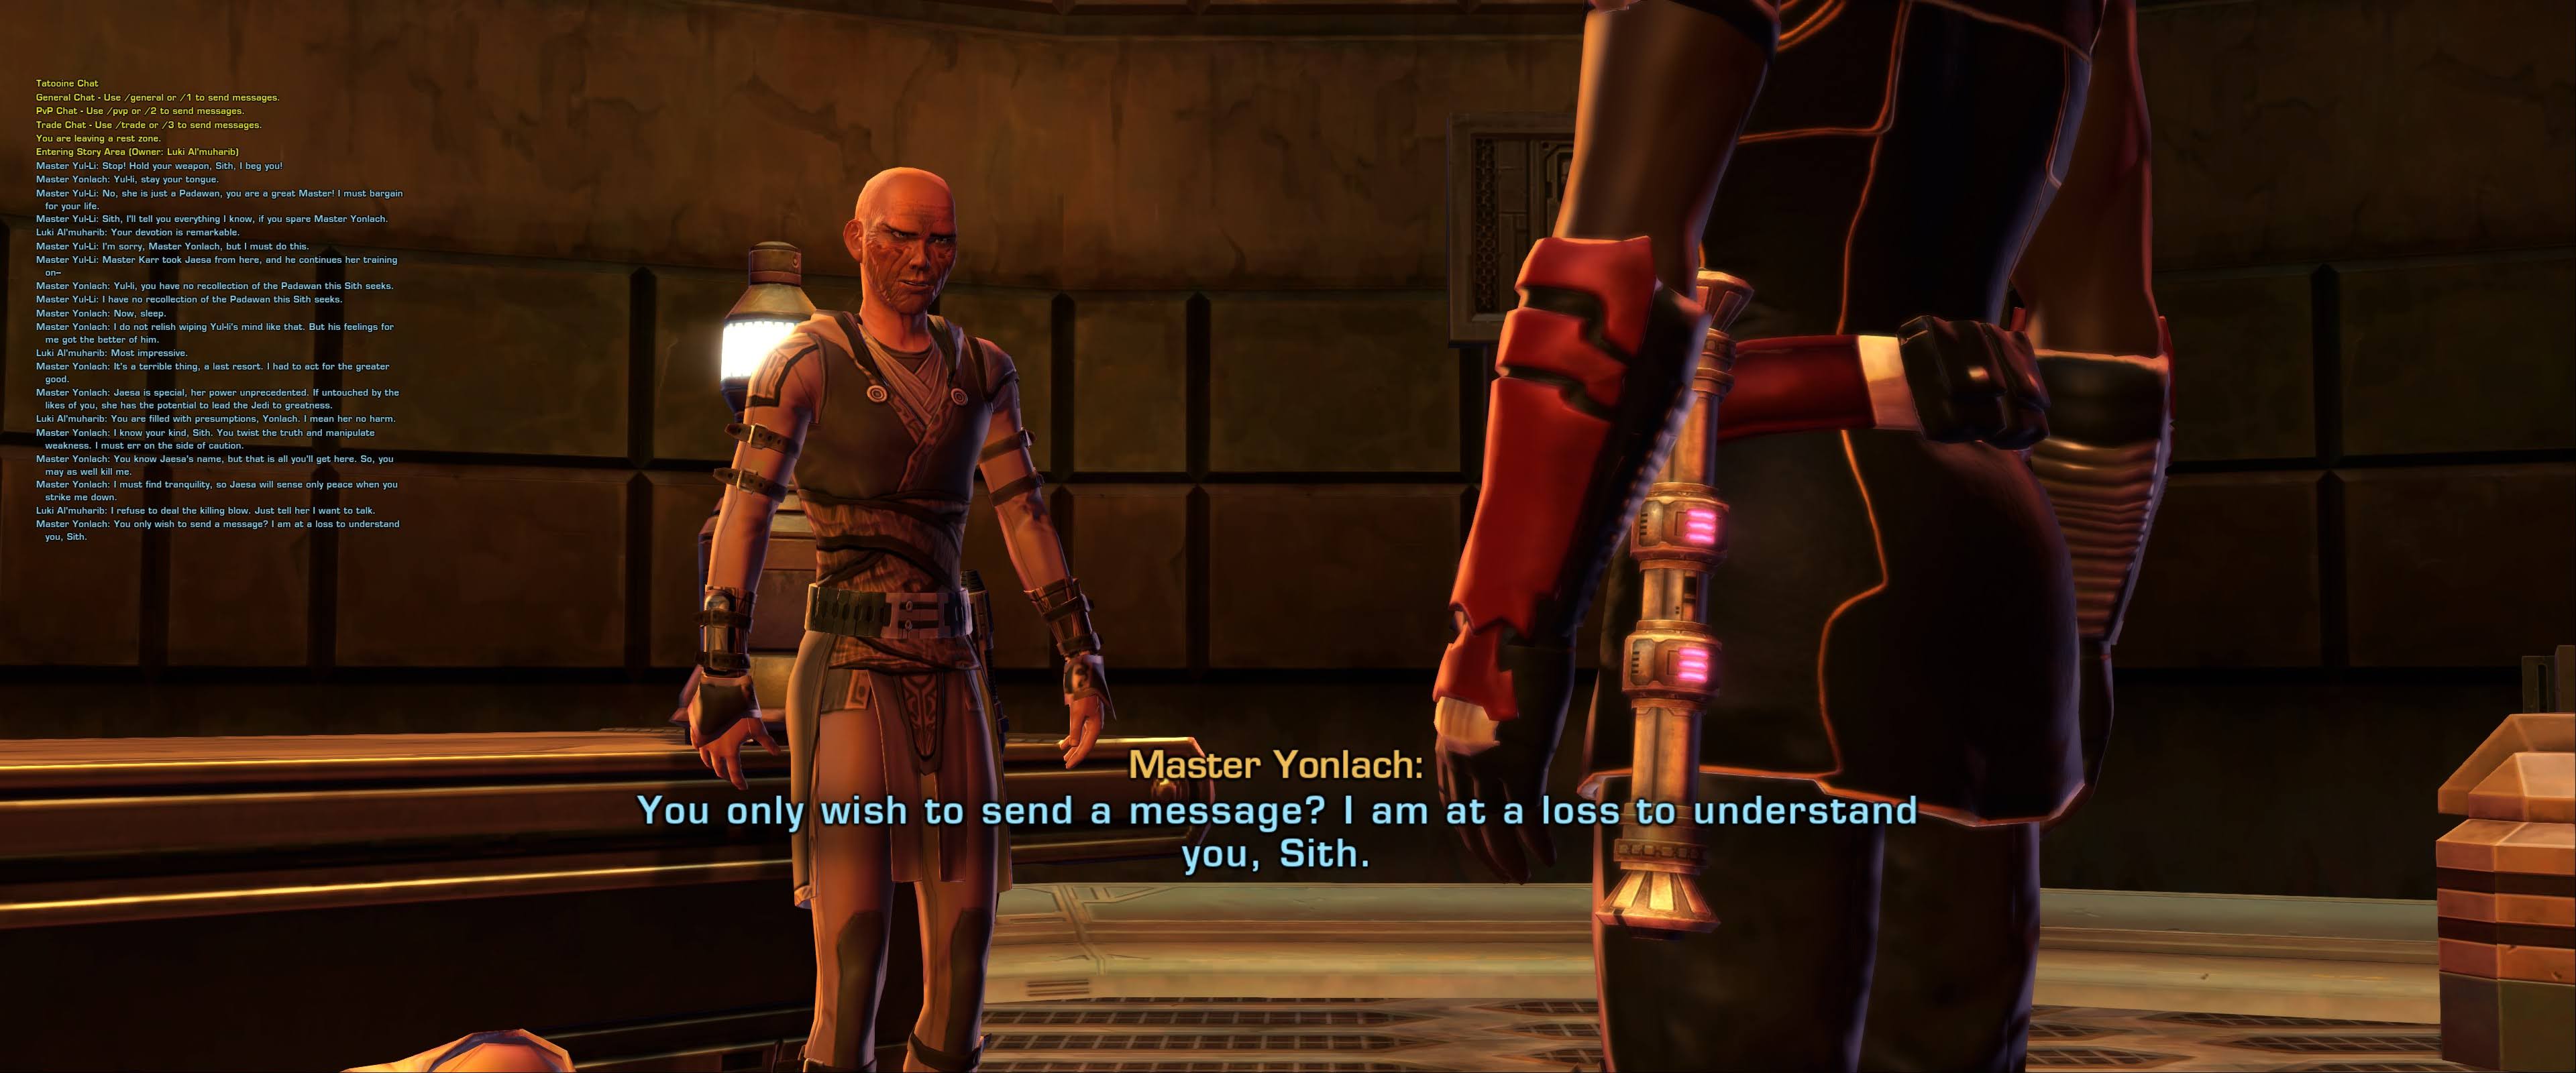 Tatooine Chat
General Chat - Use /general or /1 to send messages.
PvP Chat - Use /pvp or /2 to send messages.
Trade Chat - Use /trade or /3 to send messages.
You are leaving a rest zone.
Entering Story Area (Owner: Luki Al'muharib)
Master Yul-Li: Stop! Hold your weapon, Sith, I beg you!
Master Yonlach: Yul-li, stay your tongue.
Master Yul-Li: No, she is just a Padawan, you are a great Master! I must bargain
for your life.
Master Yul-Li: Sith, I'll tell you everything I know, if you spare Master Yonlach.
Luki Al'muharib: Your devotion is remarkable.
Master Yul-Li: I'm sorry, Master Yonlach, but I must do this.
Master Yul-Li: Master Karr took Jaesa from here, and he continues her training
on--
Master Yonlach: Yul-li, you have no recollection of the Padawan this Sith seeks.
Master Yul-Li: I have no recollection of the Padawan this Sith seeks.
Master Yonlach: Now, sleep.
Master Yonlach: I do not relish wiping Yul-li's mind like that. But his feelings for
me got the better of him.
Luki Al'muharib: Most impressive.
Master Yonlach: It's a terrible thing, a last resort. I had to act for the greater
good.
Master Yonlach: Jaesa is special, her power unprecedented. If untouched by the
likes of you, she has the potential to lead the Jedi to greatness.
Luki Al'muharib: You are filled with presumptions, Yonlach. I mean her no harm.
Master Yonlach: I know your kind, Sith. You twist the truth and manipulate
weakness. I must err on the side of caution.
Master Yonlach: You know Jaesa's name, but that is all you'll get here. So, you
may as well kill me.
Master Yonlach: I must find tranquility, so Jaesa will sense only peace when you
strike me down.
Luki Al'muharib: I refuse to deal the killing blow. Just tell her I want to talk.
Master Yonlach: You only wish to send a message? I am at a loss to understand
you, Sith.
Master Yonlach:
You only wish to send a message? I am at a loss to understand
you, Sith.